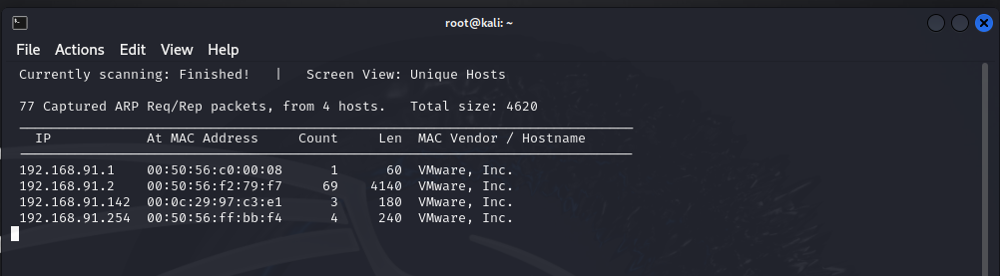 root@kali: ~
File Actions Edit View Help
Currently scanning: Finished! | Screen View: Unique Hosts
77 Captured ARP Req/Rep packets, from 4 hosts. Total size: 4620
IP At MAC Address Count Len MAC Vendor / Hostname
192.168.91.1 00:50:56:c0:00:08 1 60 VMware, Inc.
192.168.91.2 00:50:56:f2:79:f7 69 4140 VMware, Inc.
192.168.91.142 00:0c:29:97:c3:e1 3 180 VMware, Inc.
192.168.91.254 00:50:56:ff:bb:f4 4 240 VMware, Inc.